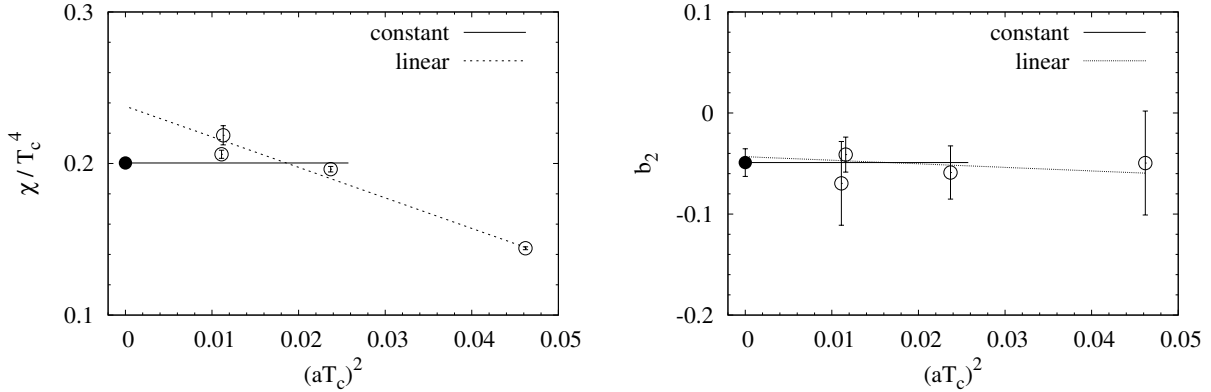 0.3
0.2
0.1
χ / T_c^4
constant
linear
0 0.01 0.02 0.03 0.04 0.05
(aT_c)^2
0.1
0
-0.1
-0.2
b_2
constant
linear
0 0.01 0.02 0.03 0.04 0.05
(aT_c)^2